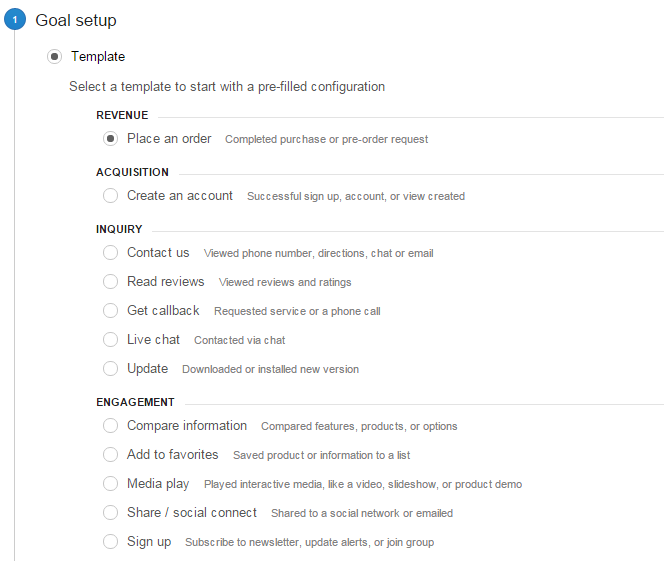 1 Goal setup
Template
Select a template to start with a pre-filled configuration
REVENUE
Place an order Completed purchase or pre-order request
ACQUISITION
Create an account Successful sign up, account, or view created
INQUIRY
Contact us Viewed phone number, directions, chat or email
Read reviews Viewed reviews and ratings
Get callback Requested service or a phone call
Live chat Contacted via chat
Update Downloaded or installed new version
ENGAGEMENT
Compare information Compared features, products, or options
Add to favorites Saved product or information to a list
Media play Played interactive media, like a video, slideshow, or product demo
Share / social connect Shared to a social network or emailed
Sign up Subscribe to newsletter, update alerts, or join group